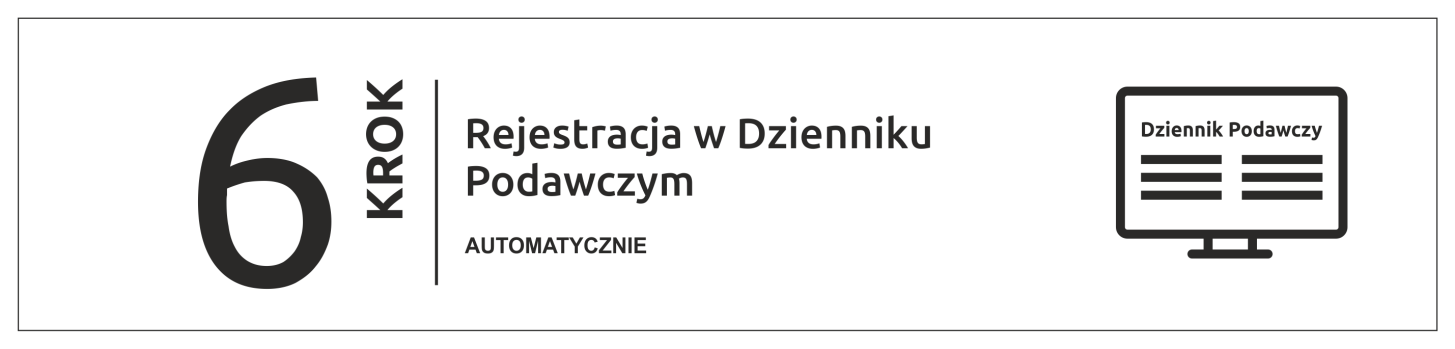 6
KROK
Rejestracja w Dzienniku
Podawczym
AUTOMATYCZNIE
Dziennik Podawczy